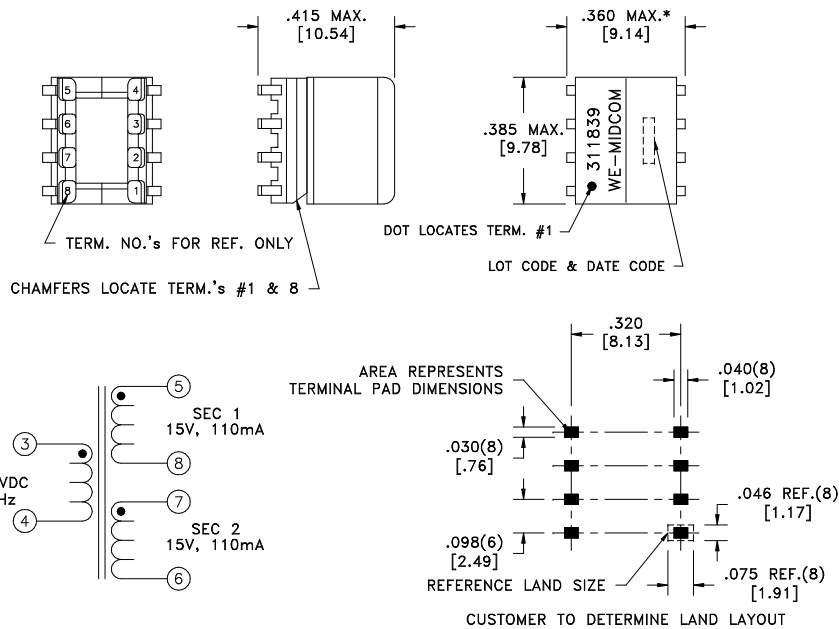 .415 MAX.
[10.54]
.360 MAX.*
[9.14]
5
4
6
3
7
2
8
1
.385 MAX.
[9.78]
311839
WE-MIDCOM
TERM. NO.'s FOR REF. ONLY
CHAMFERS LOCATE TERM.'s #1 & 8
DOT LOCATES TERM. #1
LOT CODE & DATE CODE
3
4
VDC
Hz
5
SEC 1
15V, 110mA
8
7
SEC 2
15V, 110mA
6
.320
[8.13]
AREA REPRESENTS
TERMINAL PAD DIMENSIONS
.040(8)
[1.02]
.030(8)
[.76]
.046 REF.(8)
[1.17]
.098(6)
[2.49]
REFERENCE LAND SIZE
.075 REF.(8)
[1.91]
CUSTOMER TO DETERMINE LAND LAYOUT